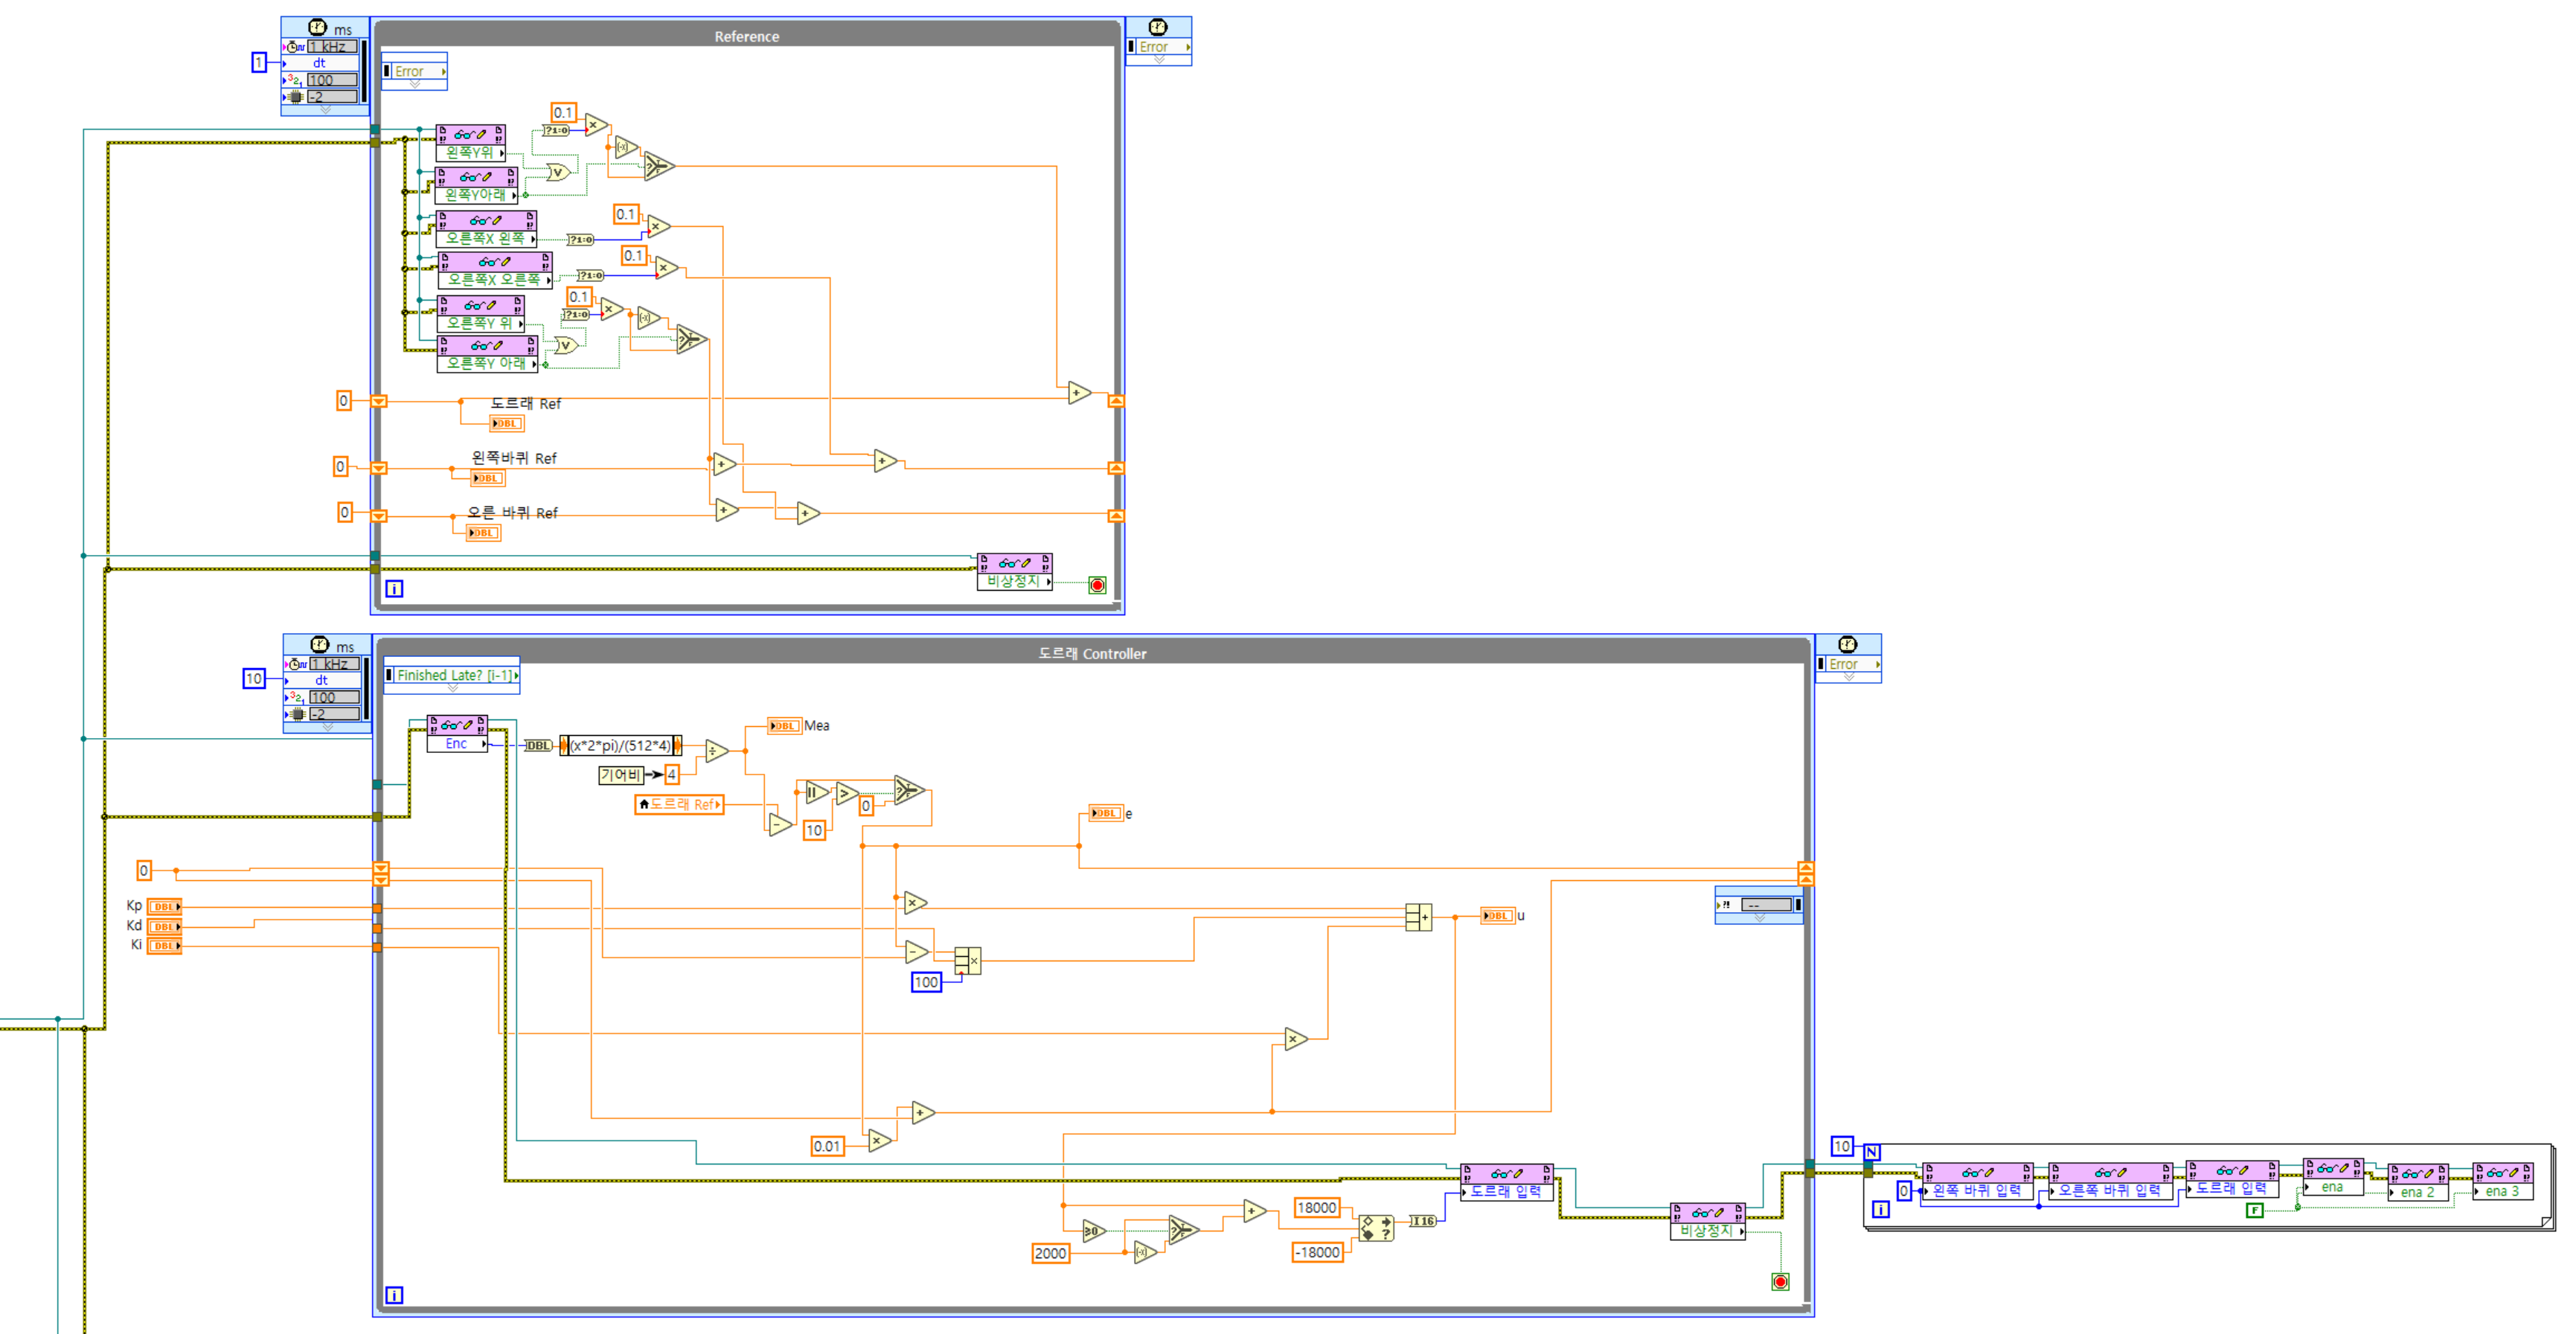 ms
1 kHz
dt
100
-2
1
Reference
Error
Error
0.1
?1:0
왼쪽Y위
왼쪽Y아래
0.1
오른쪽X 왼쪽
?1:0
0.1
오른쪽X 오른쪽
?1:0
0.1
?1:0
오른쪽Y 위
오른쪽Y 아래
0
도르래 Ref
DBL
0
왼쪽바퀴 Ref
DBL
0
오른 바퀴 Ref
DBL
비상정지
i
ms
1 kHz
dt
100
-2
10
도르래 Controller
Finished Late? [i-1]
Error
Enc
DBL
(x*2*pi)/(512*4)
DBL Mea
기어비
4
도르래 Ref
0
10
DBL e
0
Kp DBL
Kd DBL
Ki DBL
--
DBL u
100
0.01
도르래 입력
18000
I16
2000
-18000
비상정지
i
10
N
0
왼쪽 바퀴 입력
오른쪽 바퀴 입력
도르래 입력
ena
ena 2
ena 3
F
i